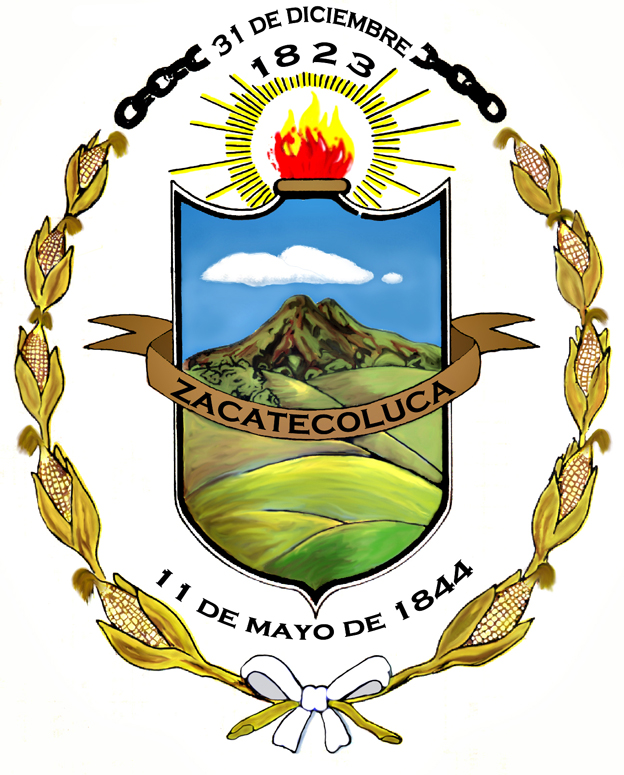 31 DE DICIEMBRE
1823
ZACATECOLUCA
11 DE MAYO DE 1844